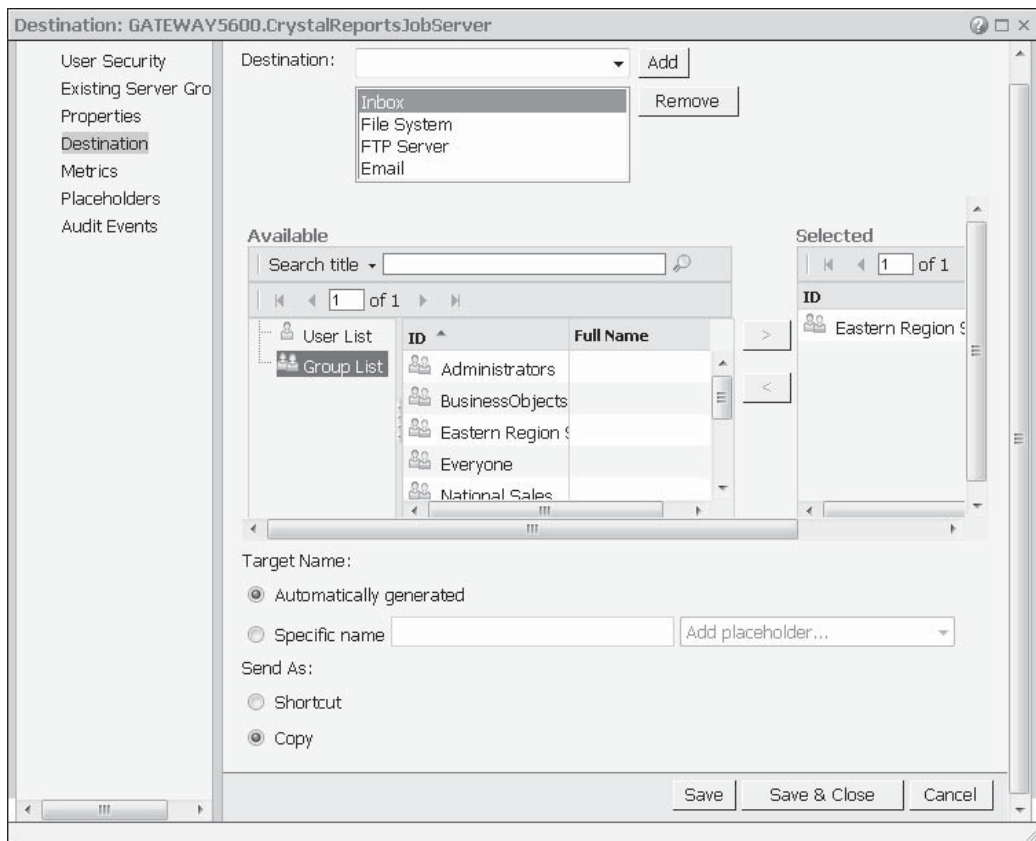 Destination: GATEWAY5600.CrystalReportsJobServer
User Security
Existing Server Gro
Properties
Destination
Metrics
Placeholders
Audit Events
Destination:
Add
Inbox
File System
FTP Server
Email
Remove
Available
Search title
1 of 1
User List
Group List
ID
Full Name
Administrators
BusinessObjects
Eastern Region S
Everyone
National Sales
>
<
Selected
1 of 1
ID
Eastern Region S
Target Name:
Automatically generated
Specific name
Add placeholder...
Send As:
Shortcut
Copy
Save
Save & Close
Cancel